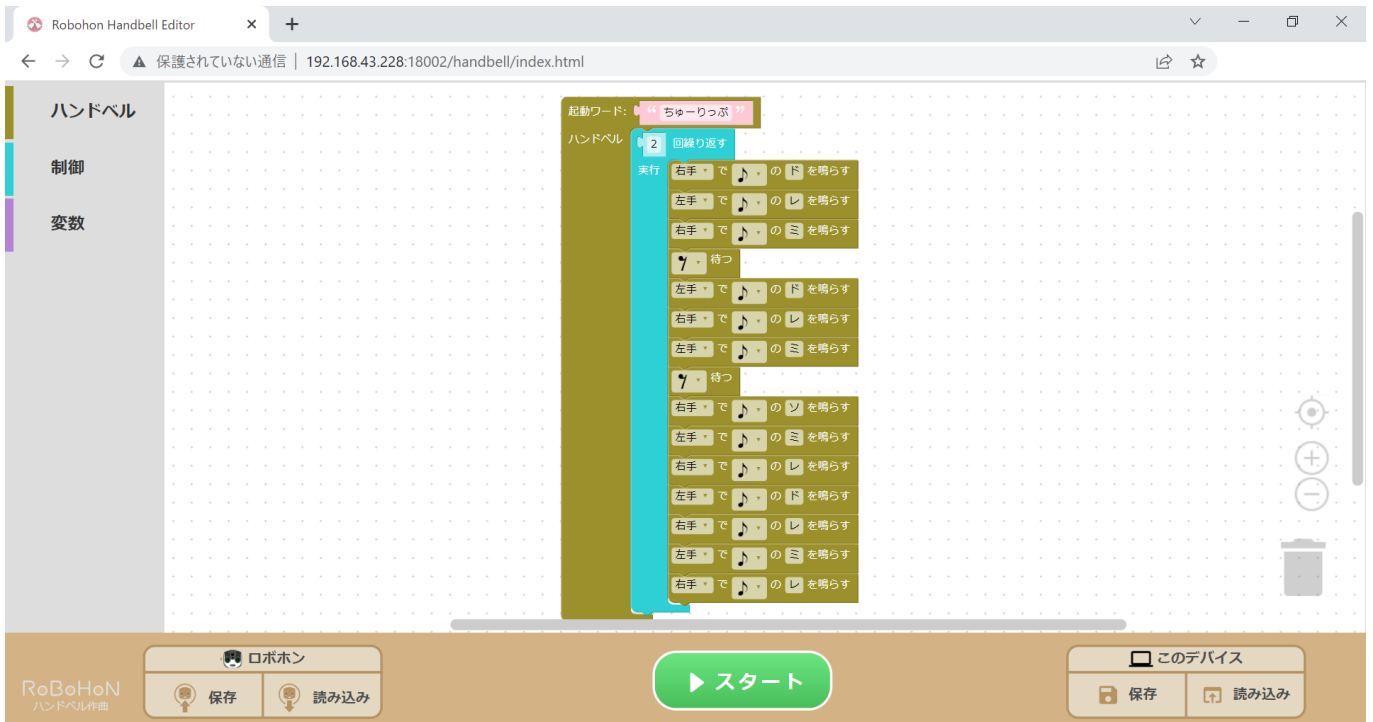 Robohon Handbell Editor
保護されていない通信 | 192.168.43.228:18002/handbell/index.html
ハンドベル
制御
変数
起動ワード: “ ちゅーりっぷ ”
ハンドベル
2 回繰り返す
実行
右手 で ♪ の ド を鳴らす
左手 で ♪ の レ を鳴らす
右手 で ♪ の ミ を鳴らす
待つ
左手 で ♪ の ド を鳴らす
右手 で ♪ の レ を鳴らす
左手 で ♪ の ミ を鳴らす
待つ
右手 で ♪ の ソ を鳴らす
左手 で ♪ の ミ を鳴らす
右手 で ♪ の レ を鳴らす
左手 で ♪ の ド を鳴らす
右手 で ♪ の レ を鳴らす
左手 で ♪ の ミ を鳴らす
右手 で ♪ の レ を鳴らす
RoBoHoN
ハンドベル作曲
ロボホン
保存
読み込み
スタート
このデバイス
保存
読み込み